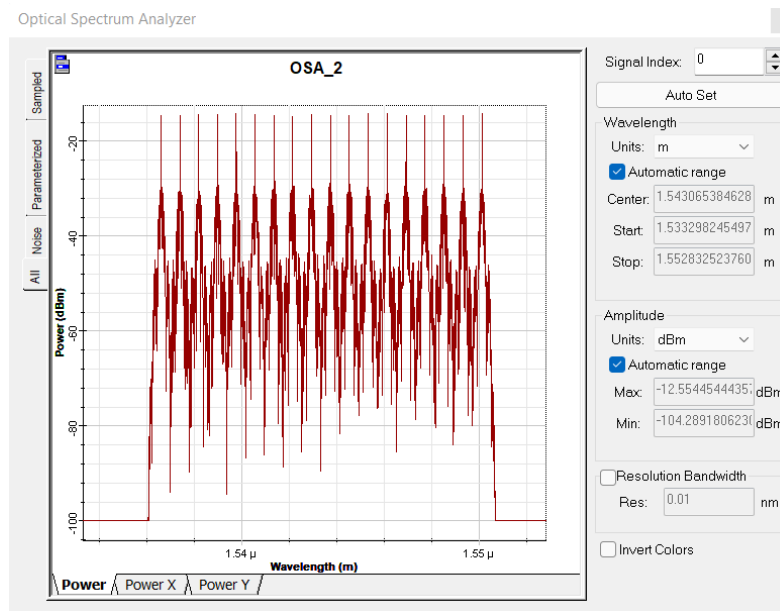 Optical Spectrum Analyzer
OSA_2
Sampled
Parameterized
Noise
All
Power (dBm)
-20
-40
-60
-80
-100
1.54 µ
1.55 µ
Wavelength (m)
Power
Power X
Power Y
Signal Index: 0
Auto Set
Wavelength
Units: m
Automatic range
Center: 1.543065384628 m
Start: 1.533298245497 m
Stop: 1.552832523760 m
Amplitude
Units: dBm
Automatic range
Max: -12.5544544435 dBm
Min: -104.289180623 dBm
Resolution Bandwidth
Res: 0.01 nm
Invert Colors